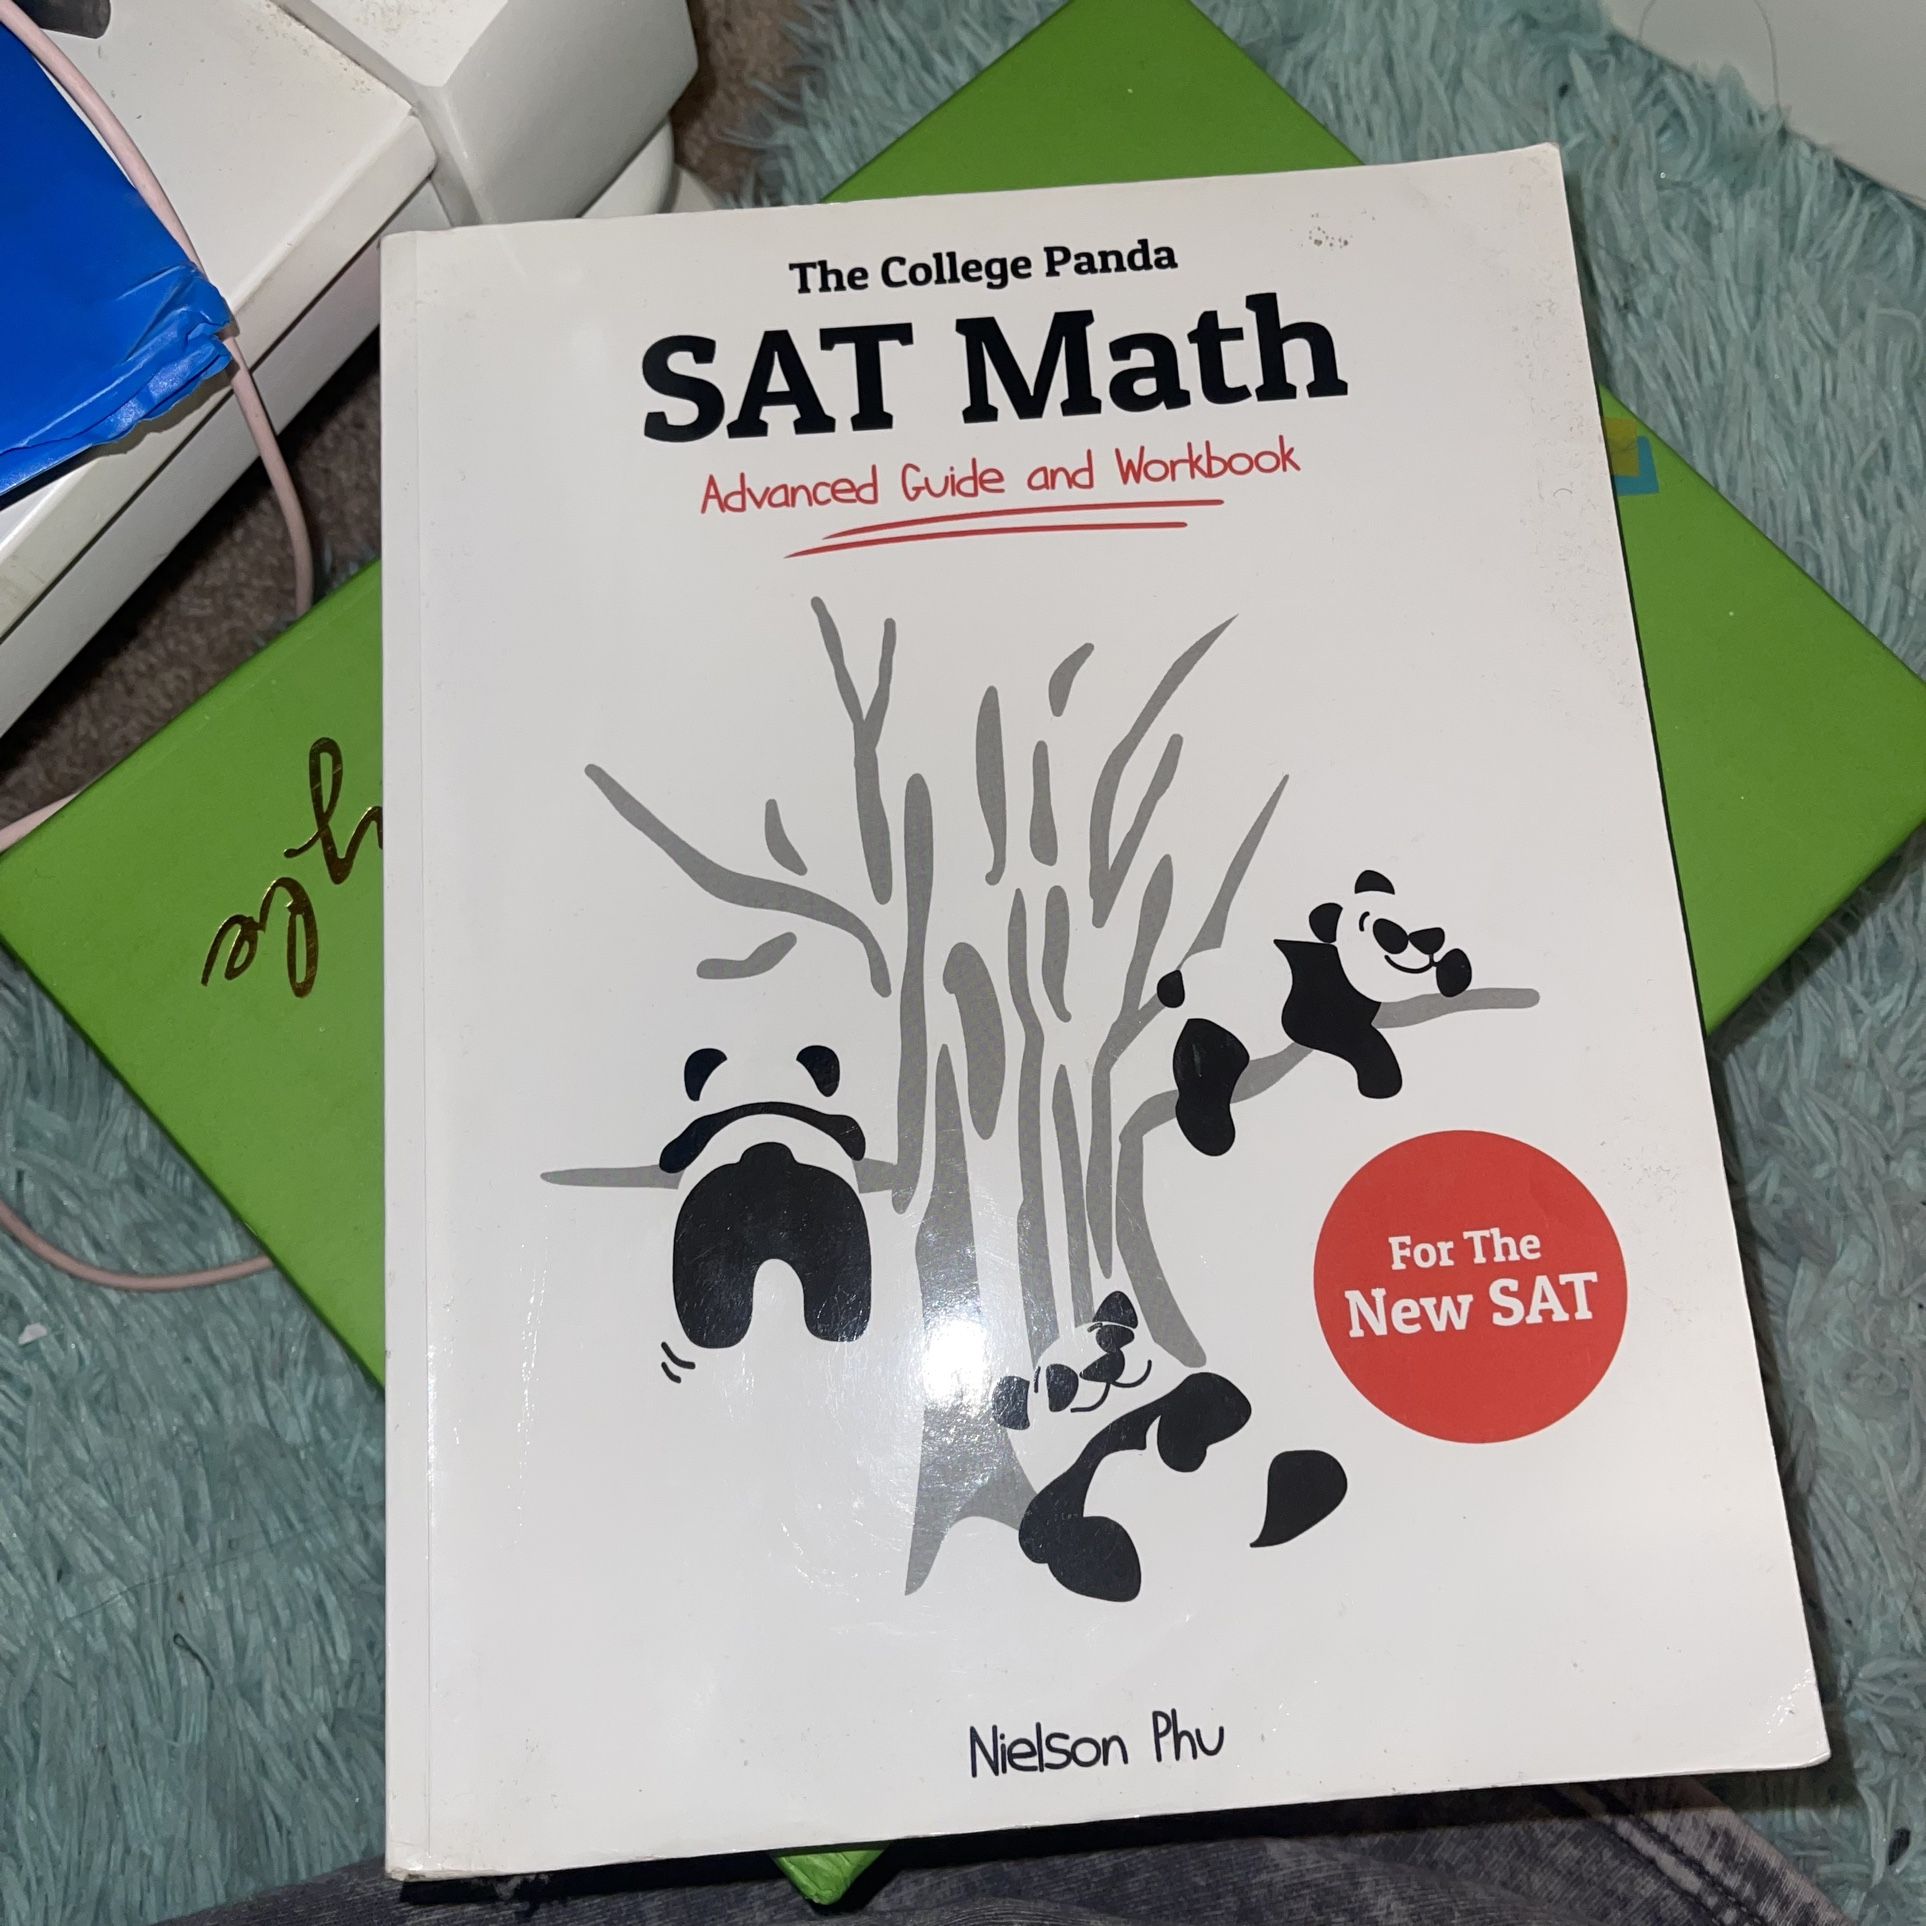 The College Panda
SAT Math
Advanced Guide and Workbook
For The
New SAT
Nielson Phu